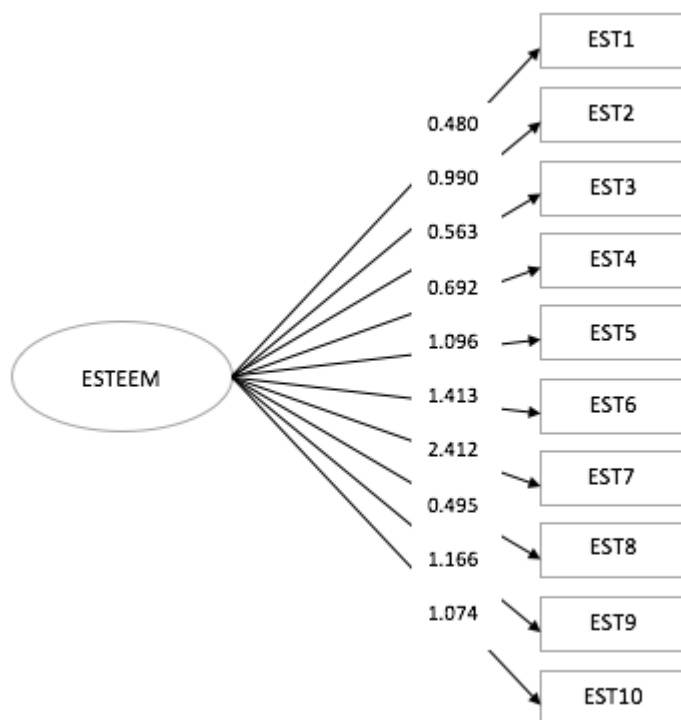 EST1
0.480
EST2
0.990
EST3
0.563
EST4
0.692
EST5
1.096
ESTEEM
1.413
EST6
2.412
EST7
0.495
EST8
1.166
EST9
1.074
EST10